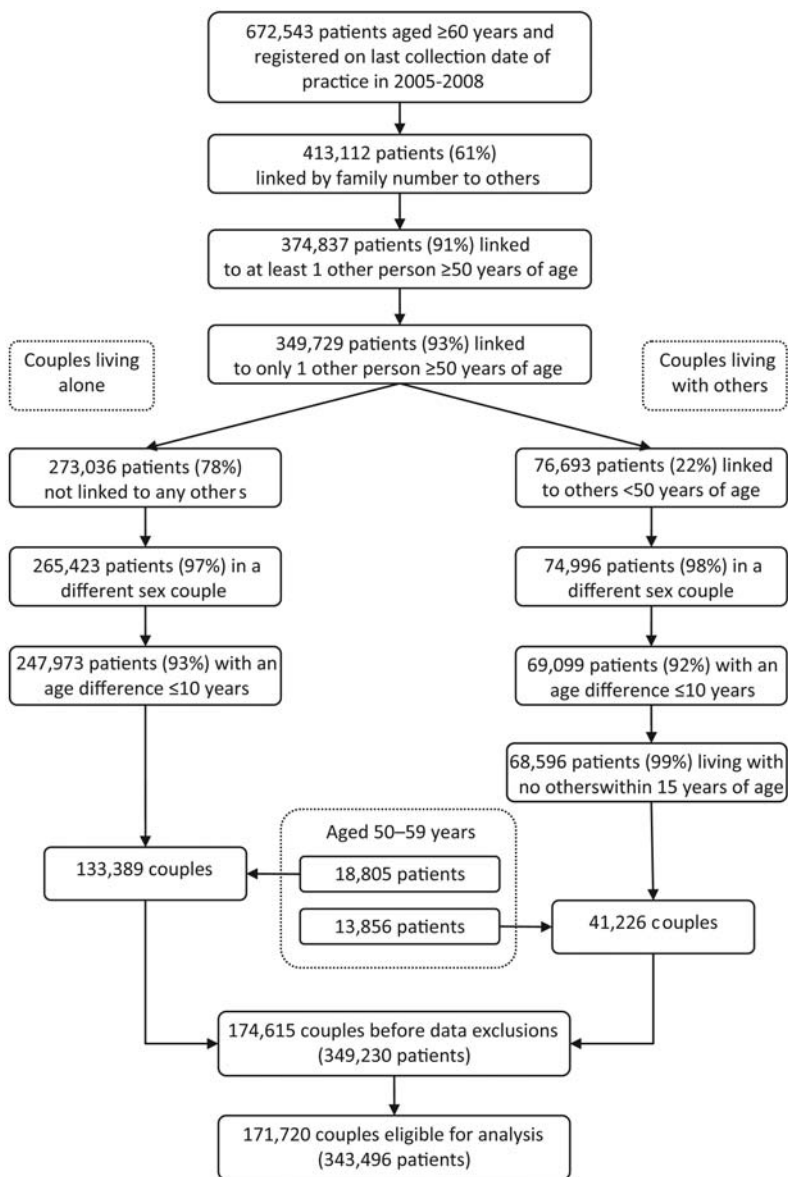 672,543 patients aged ≥60 years and
registered on last collection date of
practice in 2005-2008
413,112 patients (61%)
linked by family number to others
374,837 patients (91%) linked
to at least 1 other person ≥50 years of age
349,729 patients (93%) linked
to only 1 other person ≥50 years of age
Couples living
alone
Couples living
with others
273,036 patients (78%)
not linked to any others
76,693 patients (22%) linked
to others <50 years of age
265,423 patients (97%) in a
different sex couple
74,996 patients (98%) in a
different sex couple
247,973 patients (93%) with an
age difference ≤10 years
69,099 patients (92%) with an
age difference ≤10 years
68,596 patients (99%) living with
no otherswithin 15 years of age
Aged 50–59 years
133,389 couples
18,805 patients
13,856 patients
41,226 couples
174,615 couples before data exclusions
(349,230 patients)
171,720 couples eligible for analysis
(343,496 patients)